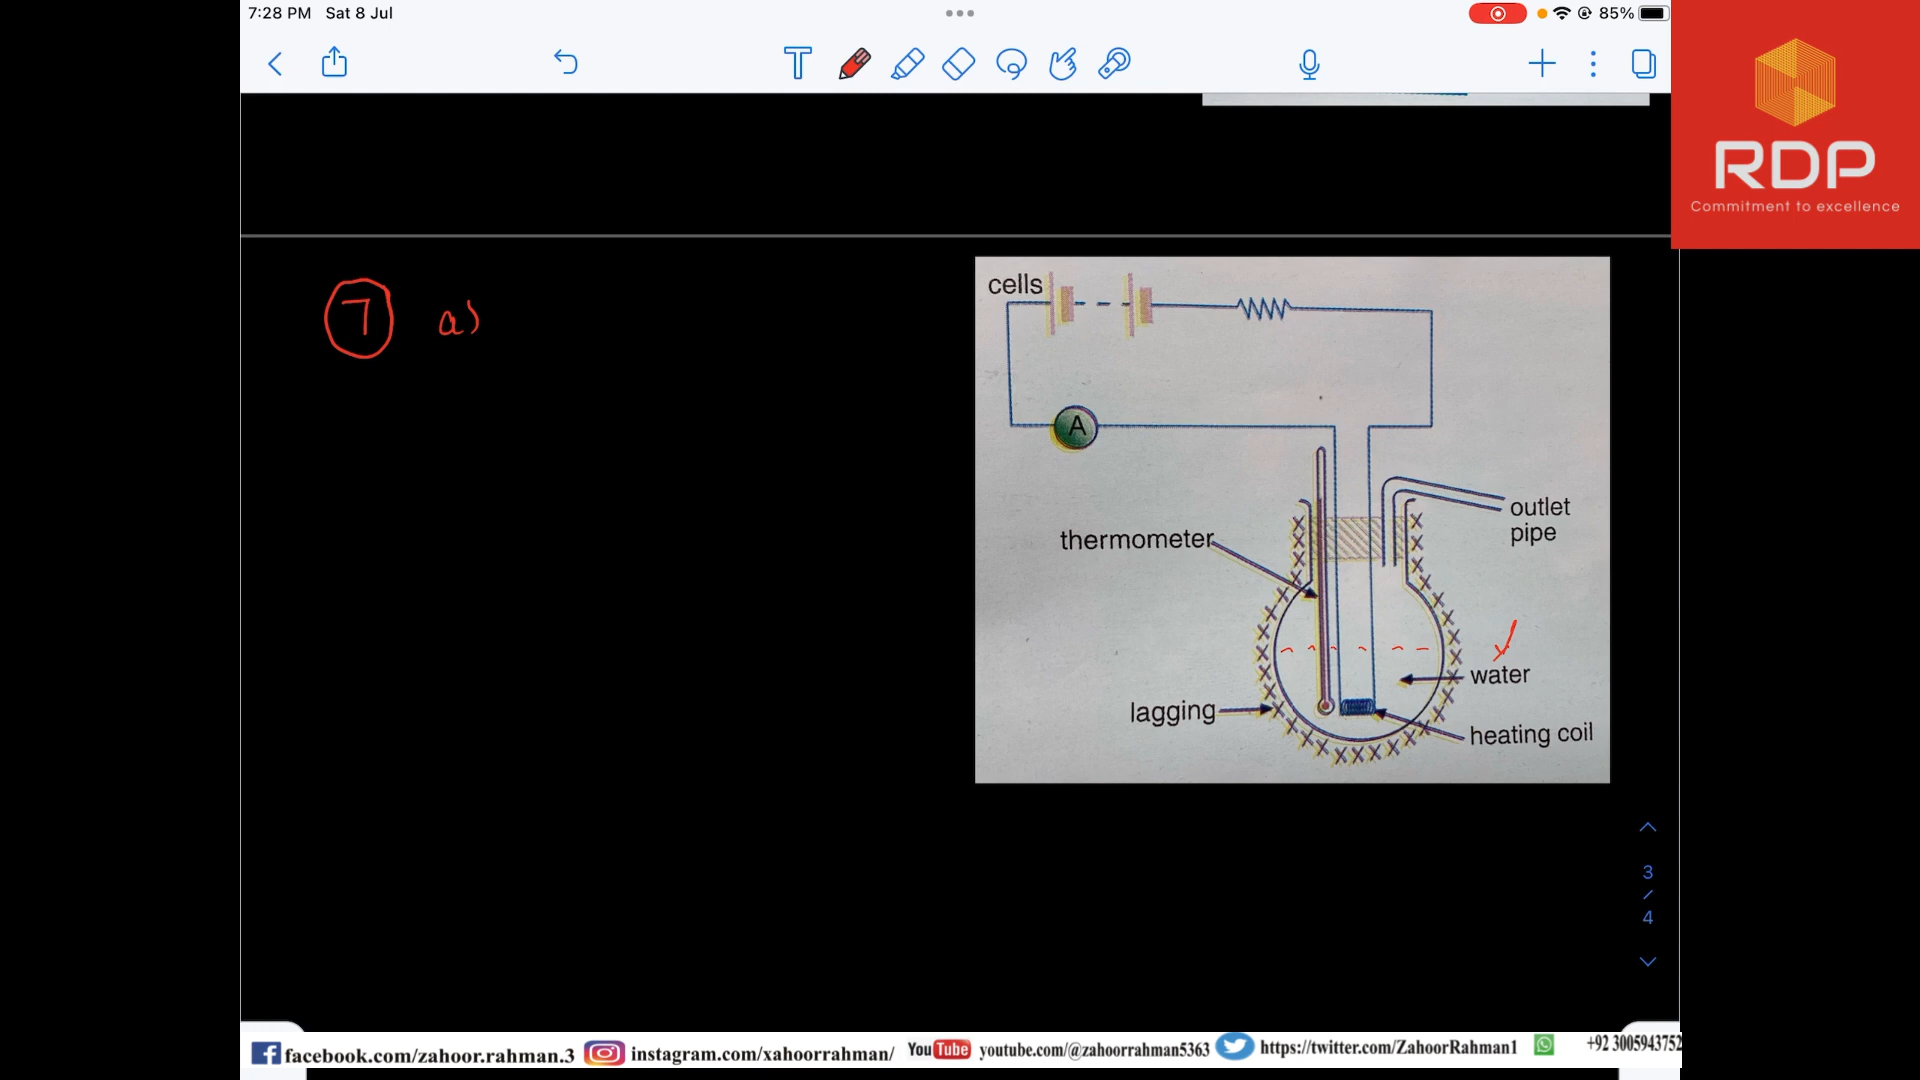 7:28 PM Sat 8 Jul
85%
RDP
Commitment to excellence
7 a)
cells
A
outlet
pipe
thermometer
water
lagging
heating coil
3
/
4
facebook.com/zahoor.rahman.3 instagram.com/xahoorrahman/ YouTube youtube.com/@zahoorrahman5363 https://twitter.com/ZahoorRahman1 +92 3005943752